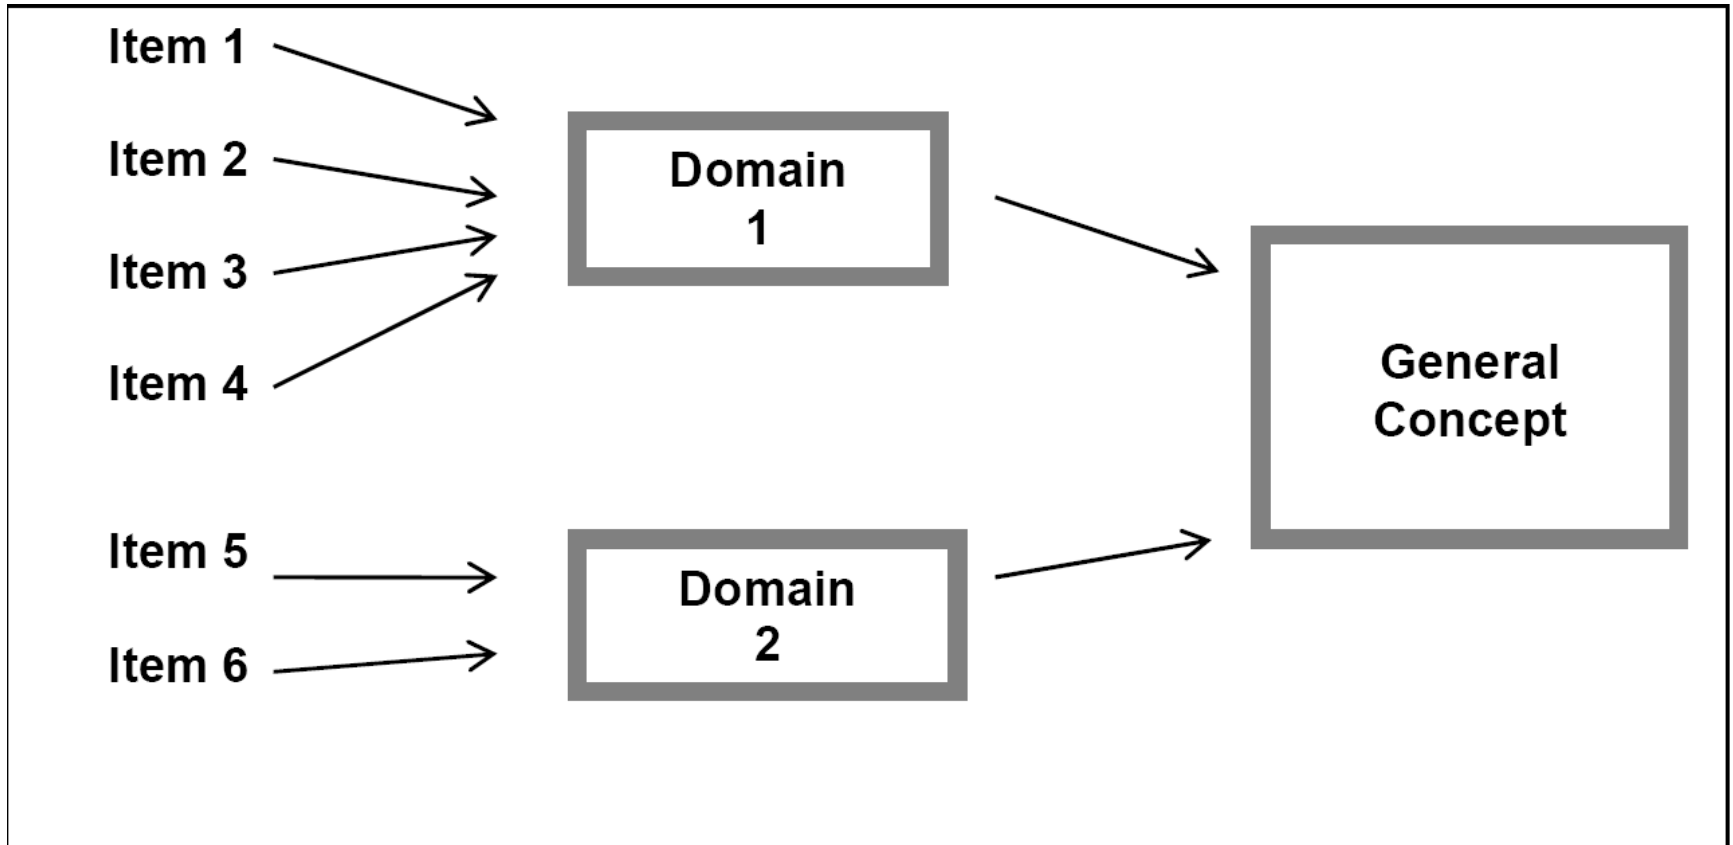 Item 1
Item 2
Item 3
Item 4
Domain
1
General
Concept
Item 5
Item 6
Domain
2